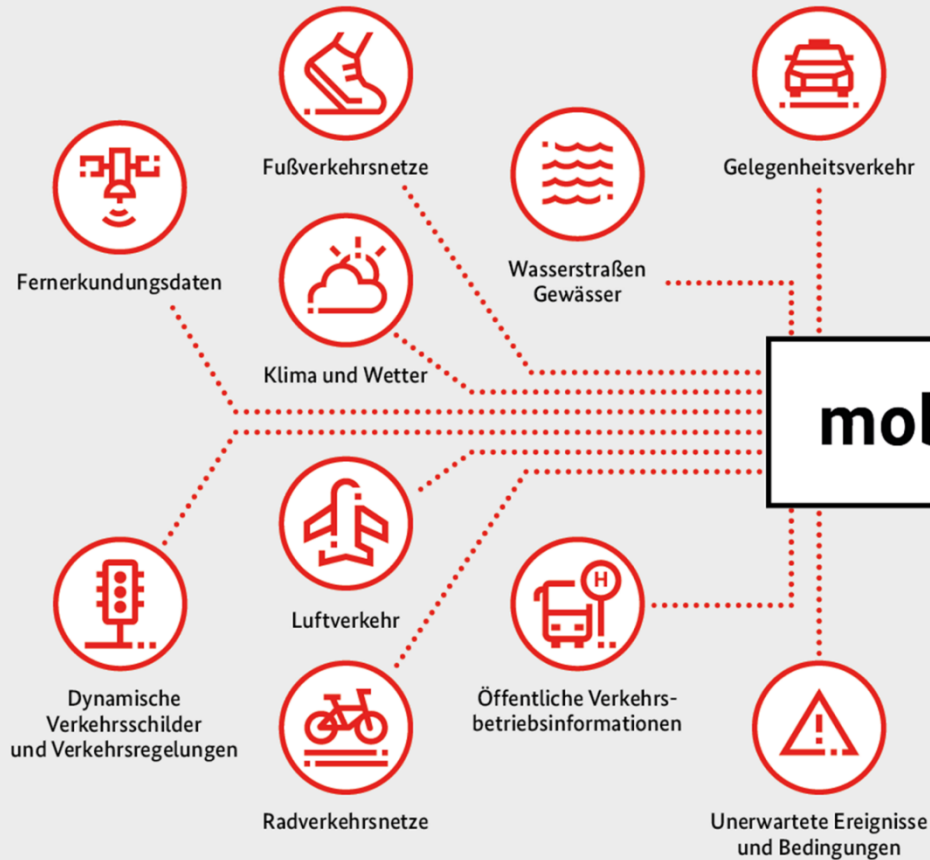 Fußverkehrsnetze
Gelegenheitsverkehr
Fernerkundungsdaten
Wasserstraßen
Gewässer
Klima und Wetter
mob
H
Luftverkehr
Dynamische
Verkehrsschilder
und Verkehrsregelungen
Öffentliche Verkehrs-
betriebsinformationen
Radverkehrsnetze
Unerwartete Ereignisse
und Bedingungen